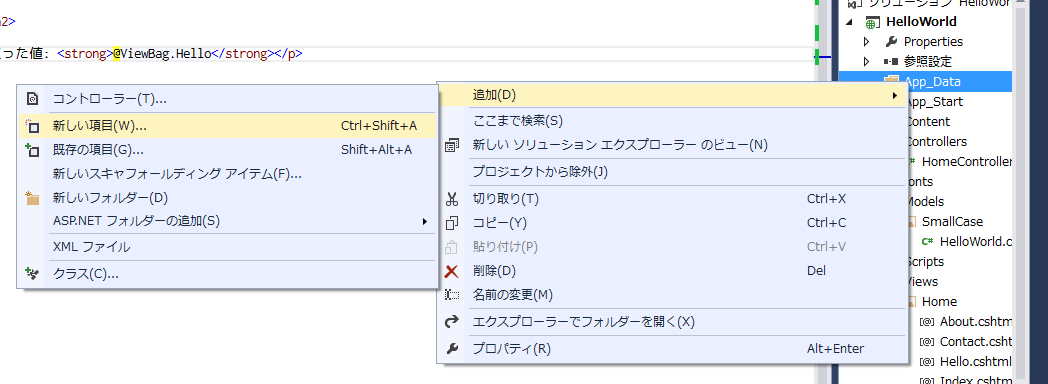 ソリューション 'HelloWor
HelloWorld
Properties
参照設定
App_Data
App_Start
Content
Controllers
HomeController
onts
Models
SmallCase
HelloWorld.c
Scripts
Views
Home
About.cshtm
Contact.cshtm
Hello.cshtml
Index.cshtml
n2>
った値: <strong>@ViewBag.Hello</strong></p>
追加(D)
ここまで検索(S)
新しい ソリューション エクスプローラー のビュー(N)
プロジェクトから除外(J)
切り取り(T) Ctrl+X
コピー(Y) Ctrl+C
貼り付け(P) Ctrl+V
削除(D) Del
名前の変更(M)
エクスプローラーでフォルダーを開く(X)
プロパティ(R) Alt+Enter
コントローラー(T)...
新しい項目(W)... Ctrl+Shift+A
既存の項目(G)... Shift+Alt+A
新しいスキャフォールディング アイテム(F)...
新しいフォルダー(D)
ASP.NET フォルダーの追加(S)
XML ファイル
クラス(C)...